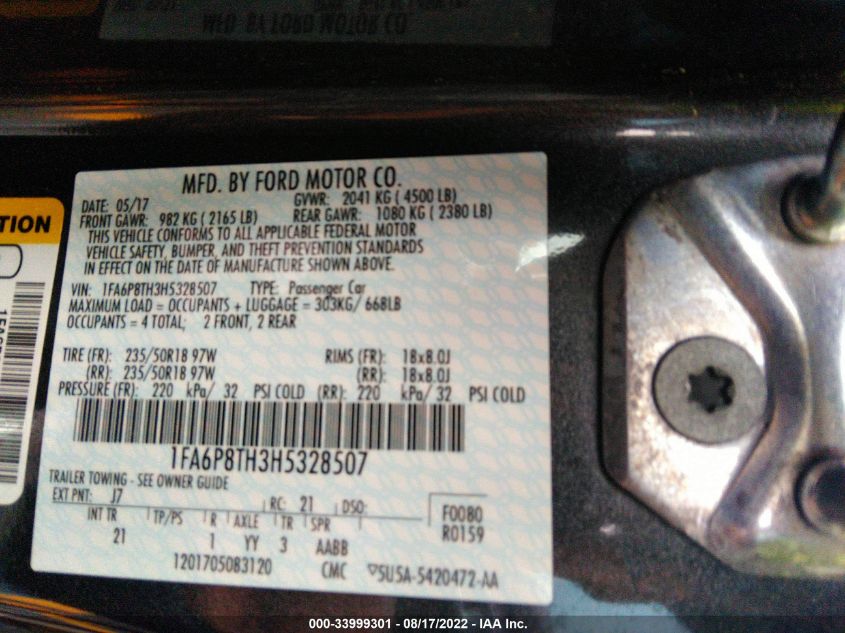 MFD. BY FORD MOTOR CO.
MFD. BY FORD MOTOR CO.
DATE: 05/17 GVWR: 2041 KG ( 4500 LB)
FRONT GAWR: 982 KG ( 2165 LB) REAR GAWR: 1080 KG ( 2380 LB)
THIS VEHICLE CONFORMS TO ALL APPLICABLE FEDERAL MOTOR
VEHICLE SAFETY, BUMPER, AND THEFT PREVENTION STANDARDS
IN EFFECT ON THE DATE OF MANUFACTURE SHOWN ABOVE.
VIN: 1FA6P8TH3H5328507 TYPE: Passenger Car
MAXIMUM LOAD = OCCUPANTS + LUGGAGE = 303KG/ 668LB
OCCUPANTS = 4 TOTAL; 2 FRONT, 2 REAR
TIRE (FR): 235/50R18 97W RIMS (FR): 18x8.0J
(RR): 235/50R18 97W (RR): 18x8.0J
PRESSURE (FR): 220 kPa/ 32 PSI COLD (RR): 220 kPa/ 32 PSI COLD
1FA6P8TH3H5328507
TRAILER TOWING - SEE OWNER GUIDE
EXT PNT: J7 RC: 21 DSO: F0080
INT TR TP/PS R AXLE TR SPR R0159
21 1 YY 3 AABB
1201705083120 CMC ▽SU5A-5420472-AA
TION
000-33999301 - 08/17/2022 - IAA Inc.